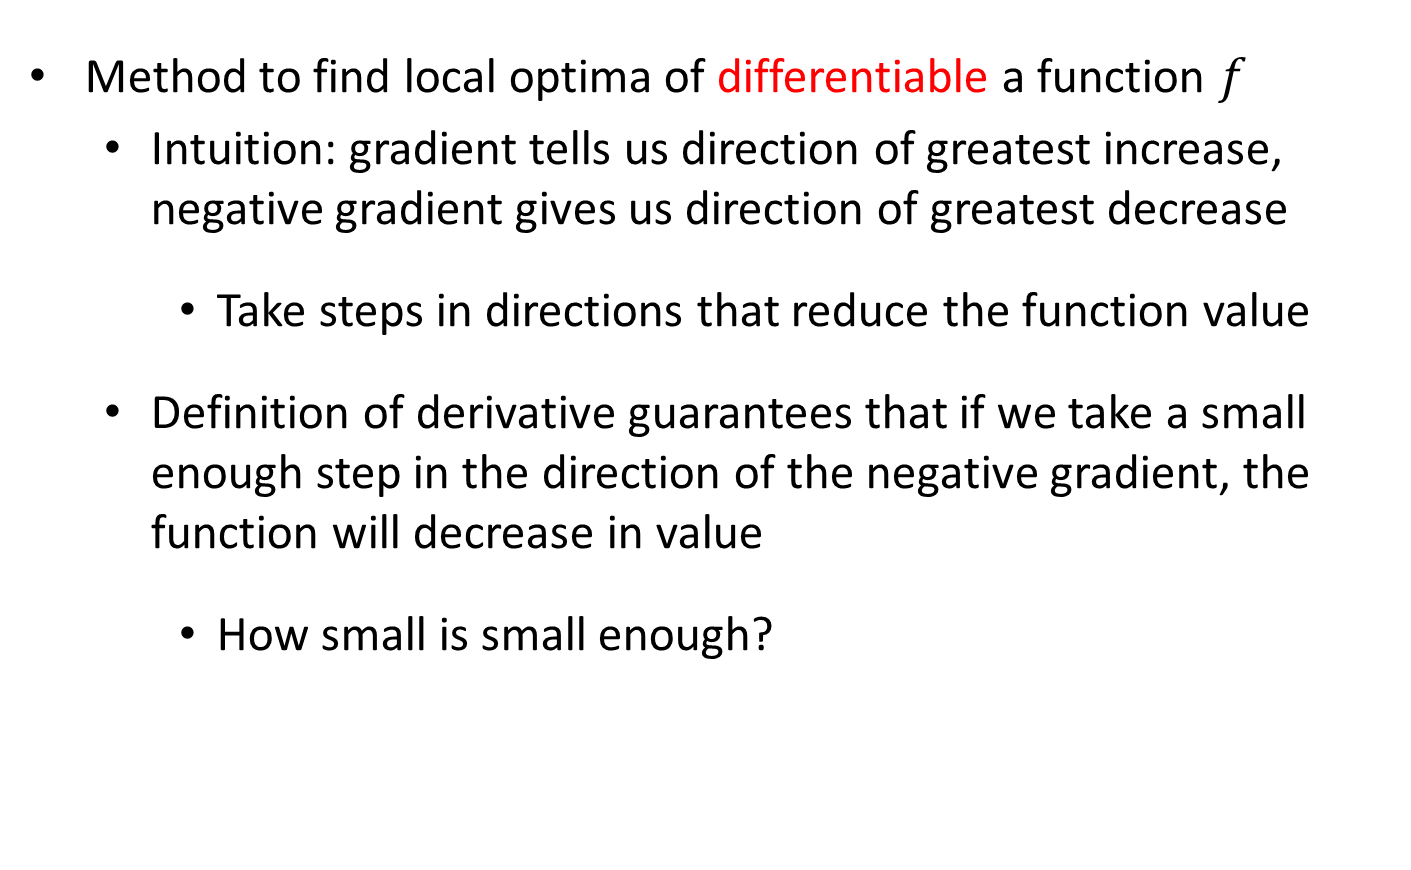 • Method to find local optima of differentiable a function f
• Intuition: gradient tells us direction of greatest increase,
negative gradient gives us direction of greatest decrease
• Take steps in directions that reduce the function value
• Definition of derivative guarantees that if we take a small
enough step in the direction of the negative gradient, the
function will decrease in value
• How small is small enough?